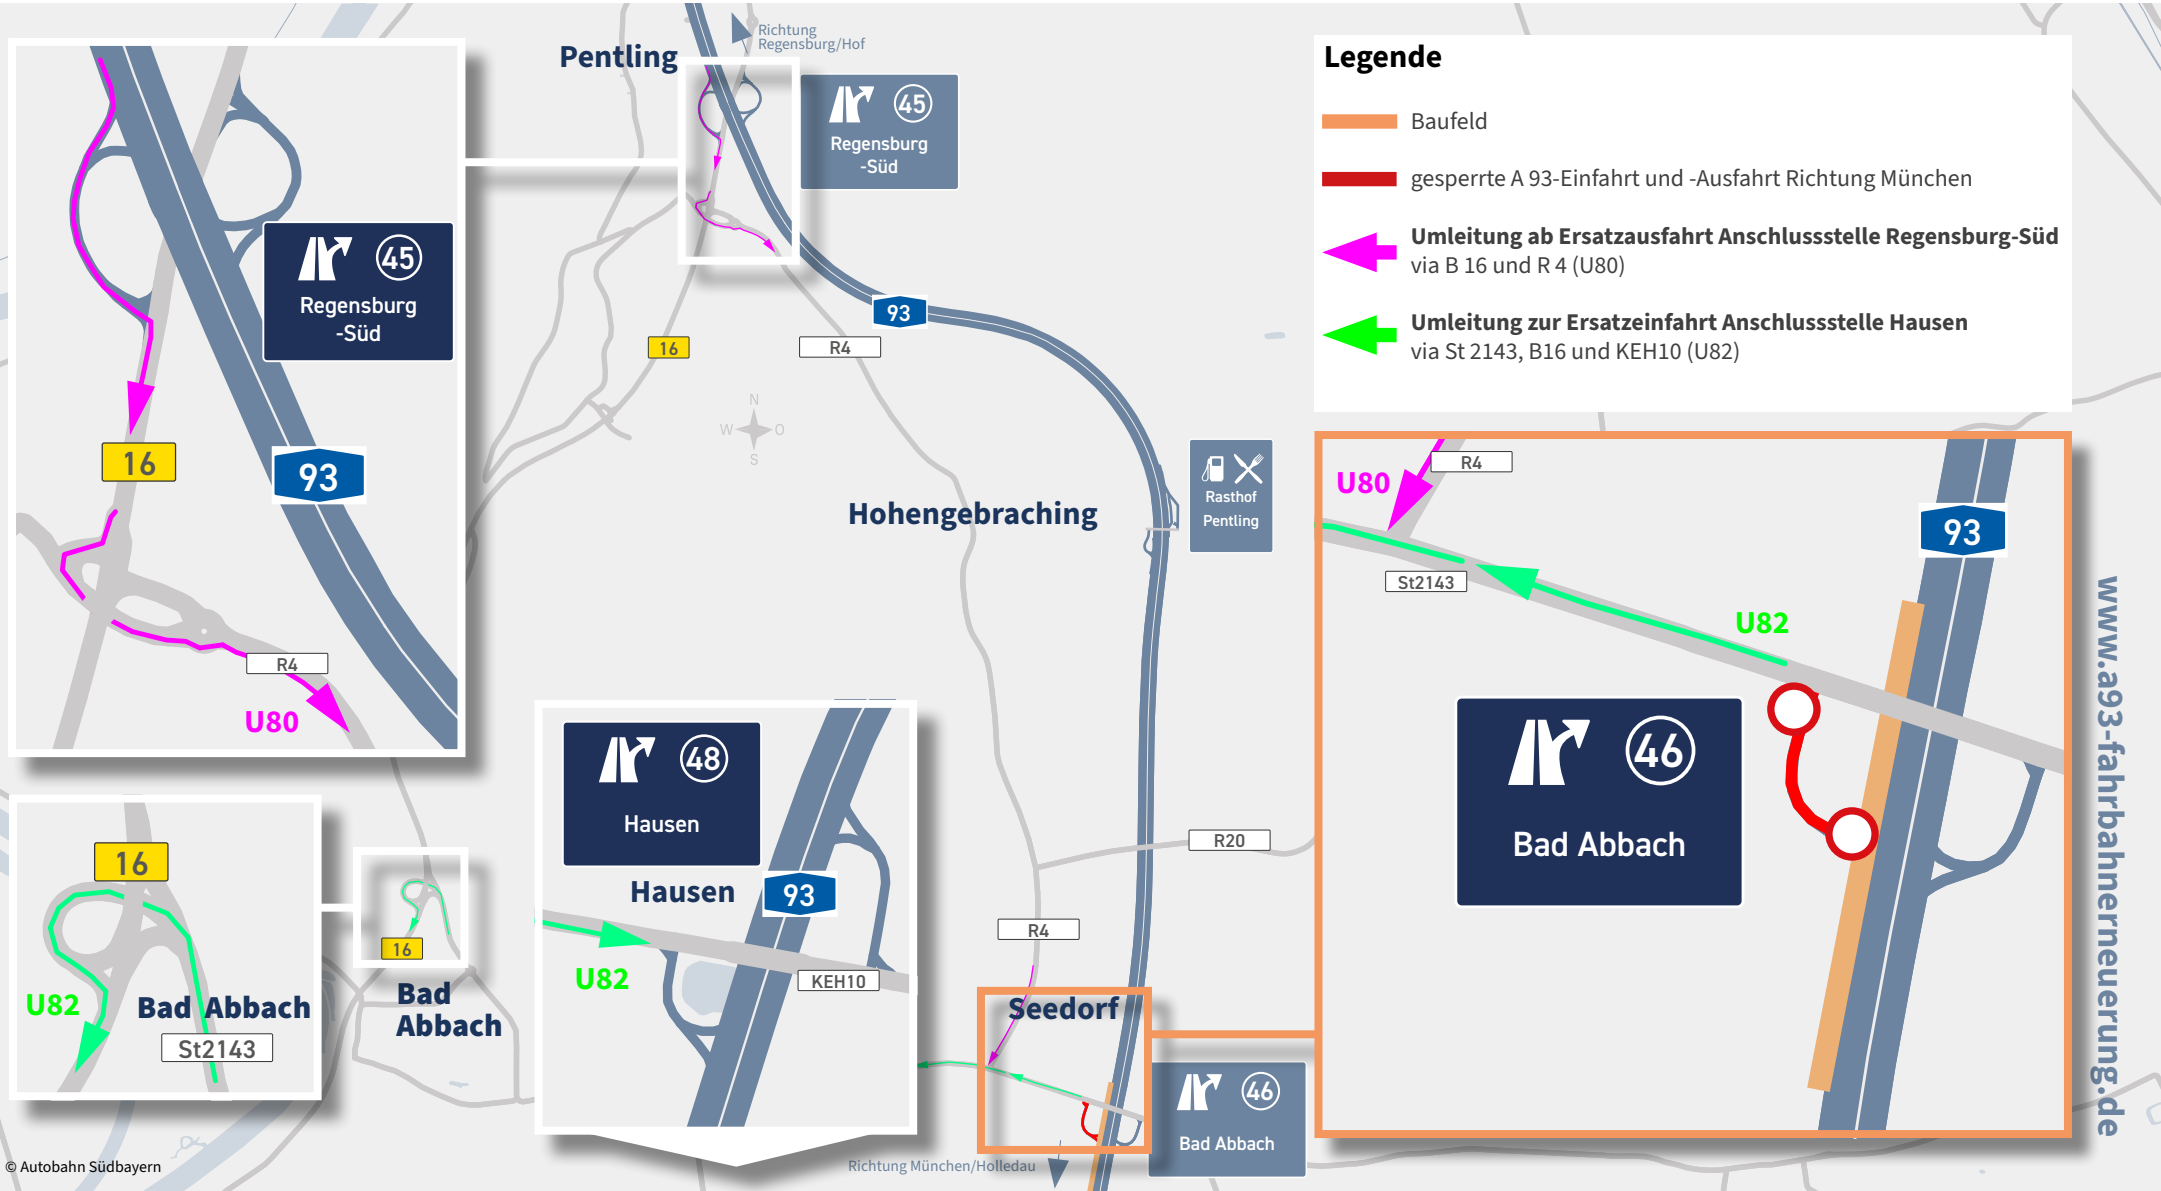 Richtung
Regensburg/Hof
Pentling
45
Regensburg
-Süd
Legende
Baufeld
gesperrte A 93-Einfahrt und -Ausfahrt Richtung München
Umleitung ab Ersatzausfahrt Anschlussstelle Regensburg-Süd
via B 16 und R 4 (U80)
Umleitung zur Ersatzeinfahrt Anschlussstelle Hausen
via St 2143, B16 und KEH10 (U82)
45
Regensburg
-Süd
16
93
R4
U80
93
16
R4
N
W O
S
Hohengebraching
Rasthof
Pentling
R4
U80
93
St2143
U82
46
Bad Abbach
www.a93-fahrbahnerneuerung.de
48
Hausen
Hausen
93
U82
KEH10
R20
R4
Seedorf
46
Bad Abbach
16
U82
Bad Abbach
St2143
16
Bad
Abbach
Richtung München/Holledau
© Autobahn Südbayern